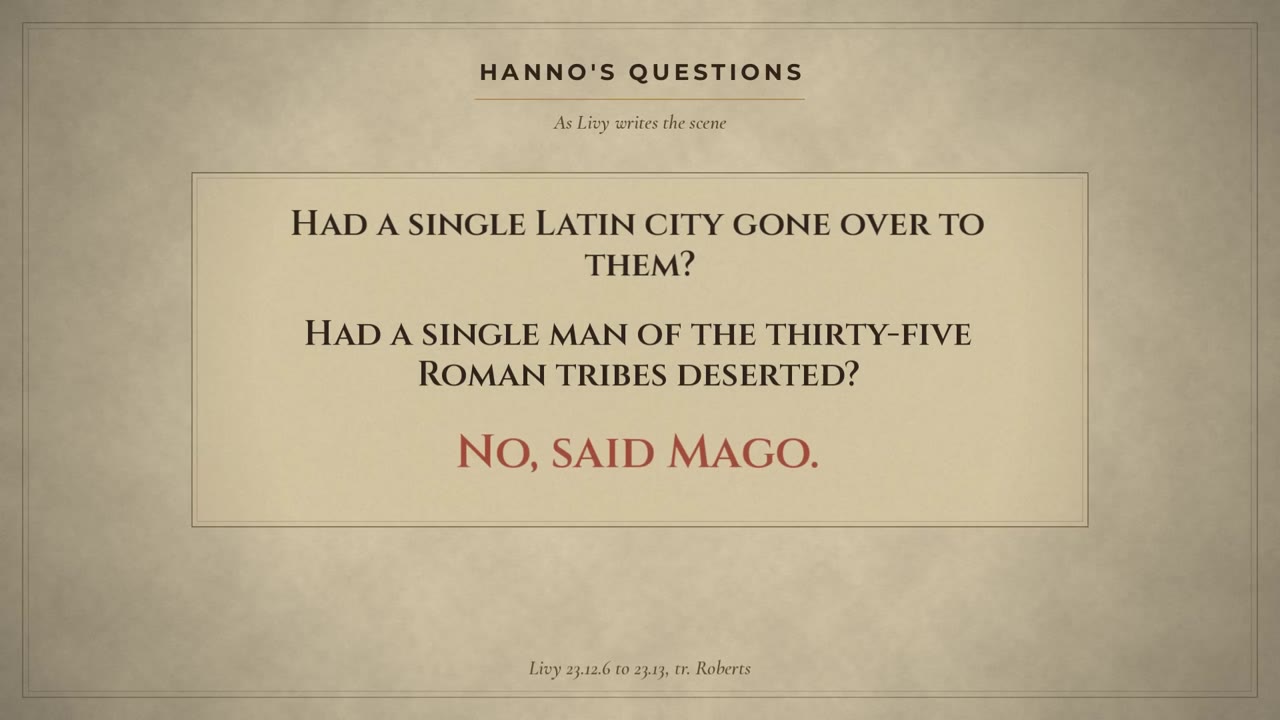 HANNO'S QUESTIONS
As Livy writes the scene
Had a single Latin city gone over to
them?
Had a single man of the thirty-five
Roman tribes deserted?
No, said Mago.
Livy 23.12.6 to 23.13, tr. Roberts